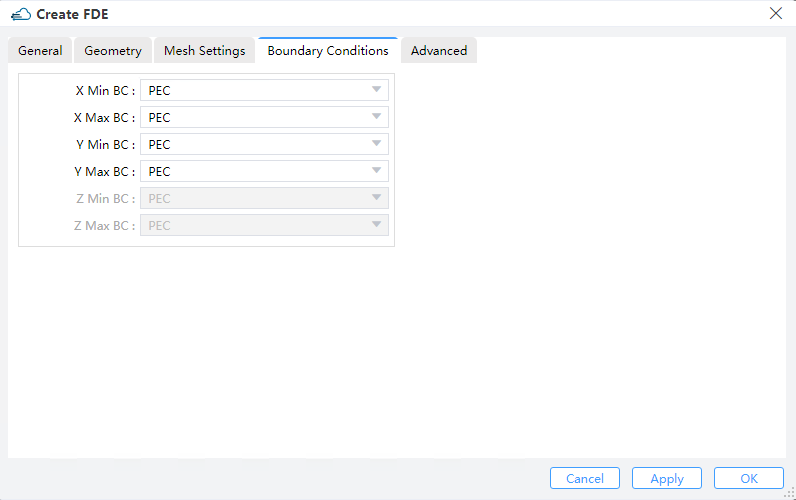 Create FDE
General Geometry Mesh Settings Boundary Conditions Advanced
X Min BC : PEC
X Max BC : PEC
Y Min BC : PEC
Y Max BC : PEC
Z Min BC : PEC
Z Max BC : PEC
Cancel Apply OK